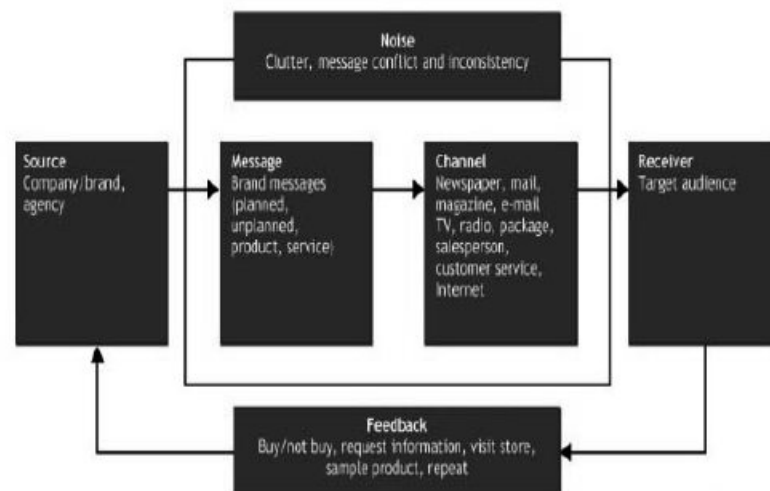 Noise
Clutter, message conflict and inconsistency
Source
Company/brand,
agency
Message
Brand messages
(planned,
unplanned,
product, service)
Channel
Newspaper, mail,
magazine, e-mail
TV, radio, package,
salesperson,
customer service,
Internet
Receiver
Target audience
Feedback
Buy/not buy, request information, visit store,
sample product, repeat